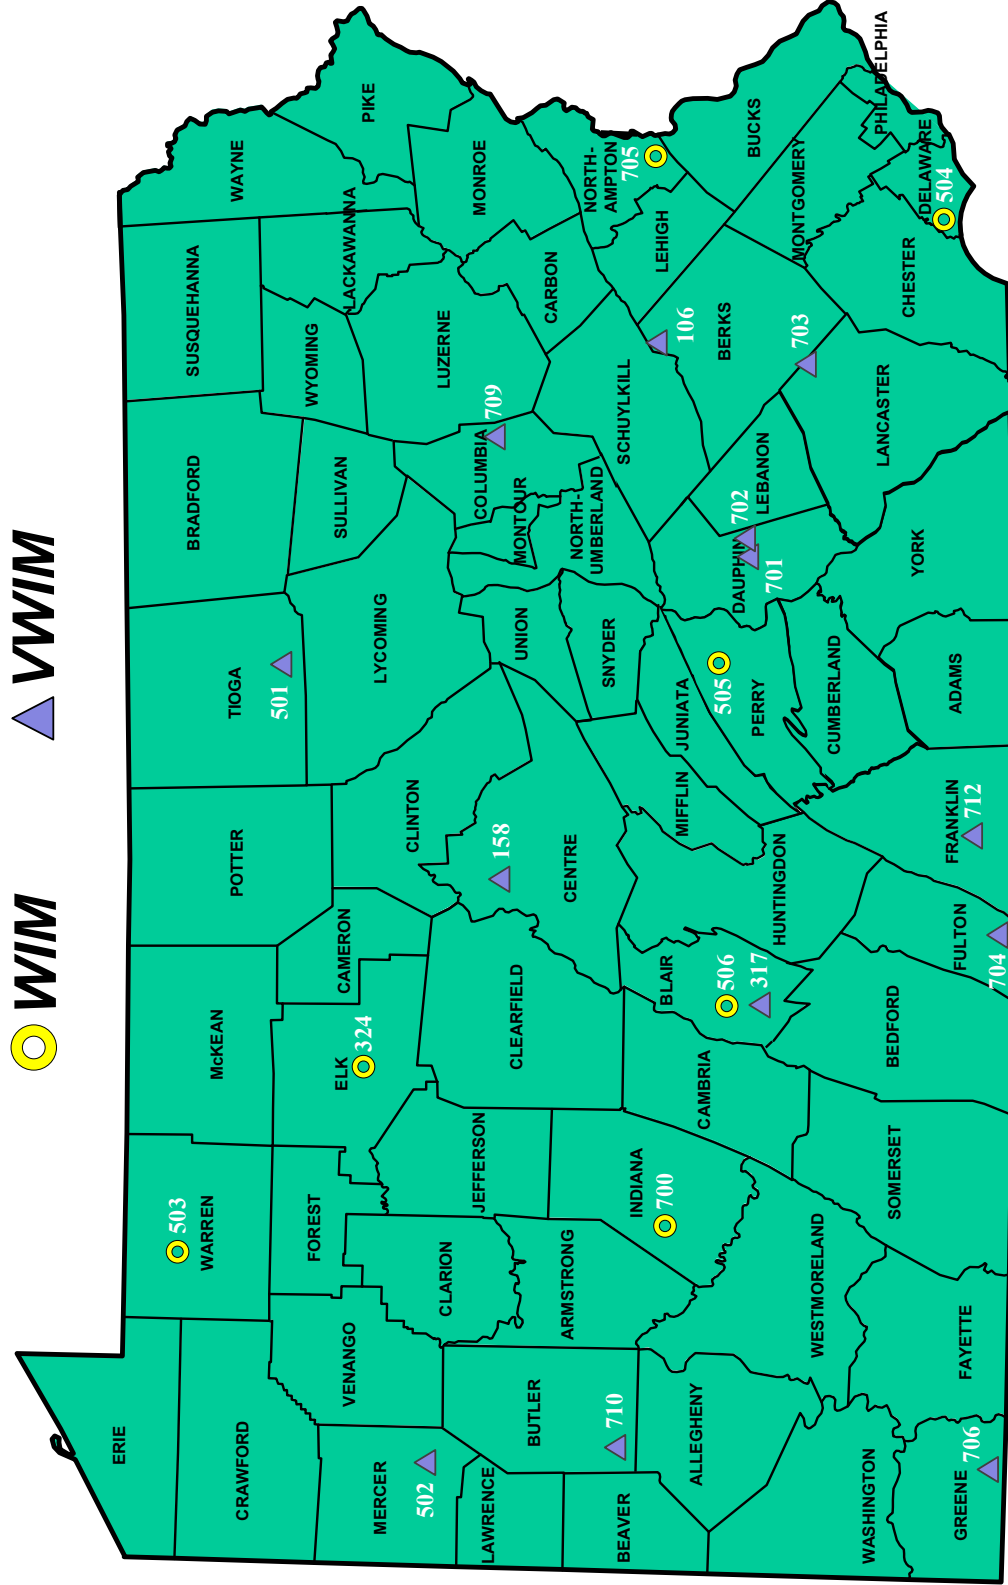 WIM
VWIM
ERIE
CRAWFORD
WARREN
503
McKEAN
POTTER
TIOGA
501
BRADFORD
SUSQUEHANNA
WAYNE
MERCER
502
VENANGO
FOREST
ELK
324
CAMERON
CLINTON
LYCOMING
SULLIVAN
WYOMING
LACKAWANNA
PIKE
LAWRENCE
BUTLER
710
CLARION
JEFFERSON
CLEARFIELD
CENTRE
158
UNION
MONTOUR
COLUMBIA
709
LUZERNE
MONROE
CARBON
BEAVER
ARMSTRONG
INDIANA
700
CAMBRIA
BLAIR
506
317
HUNTINGDON
MIFFLIN
JUNIATA
SNYDER
NORTH-
UMBERLAND
SCHUYLKILL
LEHIGH
NORTH-
AMPTON
705
ALLEGHENY
WESTMORELAND
PERRY
505
DAUPHIN
701
702
LEBANON
BERKS
106
703
MONTGOMERY
BUCKS
WASHINGTON
SOMERSET
BEDFORD
CUMBERLAND
LANCASTER
CHESTER
DELAWARE
504
PHILADELPHIA
GREENE
706
FAYETTE
FULTON
704
FRANKLIN
712
ADAMS
YORK